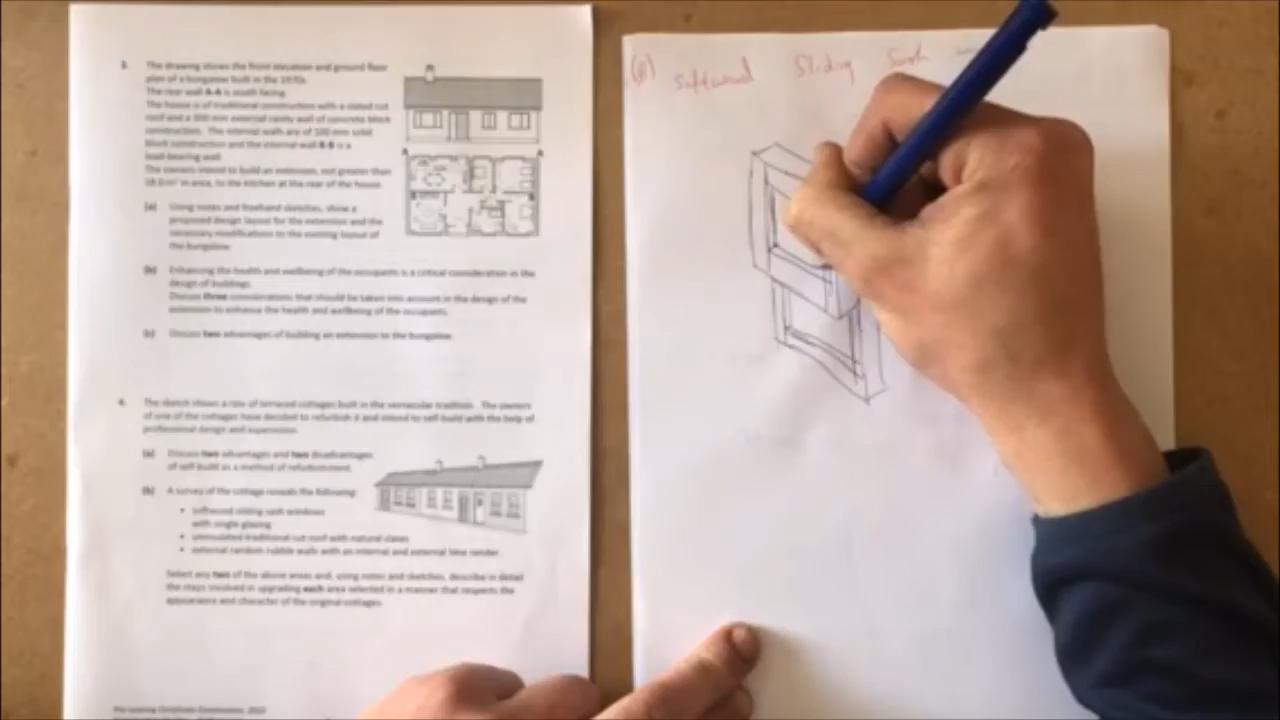 3. The drawing shows the front elevation and ground floor
plan of a bungalow built in the 1970s.
The rear wall A-A is south facing.
The house is of traditional construction with a slated cut
roof and a 300 mm external cavity wall of concrete block
construction. The internal walls are of 100 mm solid
block construction and the internal wall B-B is a
load-bearing wall.
The owners intend to build an extension, not greater than
in area, to the kitchen at the rear of the house.
(a) Using notes and freehand sketches, show a
proposed design layout for the extension and the
necessary modifications to the existing layout of
the bungalow.
(b) Enhancing the health and wellbeing of the occupants is a critical consideration in the
design of buildings.
Discuss three considerations that should be taken into account in the design of the
extension to enhance the health and wellbeing of the occupants.
(c) Discuss two advantages of building an extension to the bungalow.
A A
4. The sketch shows a row of terraced cottages built in the vernacular tradition. The owners
of one of the cottages have decided to refurbish it and intend to self-build with the help of
professional design and supervision.
(a) Discuss two advantages and two disadvantages
of self-build as a method of refurbishment.
(b) A survey of the cottage reveals the following:
• softwood sliding sash windows
with single glazing
• uninsulated traditional cut roof with natural slates
• external random rubble walls with an internal and external lime render.
Select any two of the above areas and, using notes and sketches, describe in detail
the steps involved in upgrading each area selected in a manner that respects the
appearance and character of the original cottages.
Softwood Sliding Sash